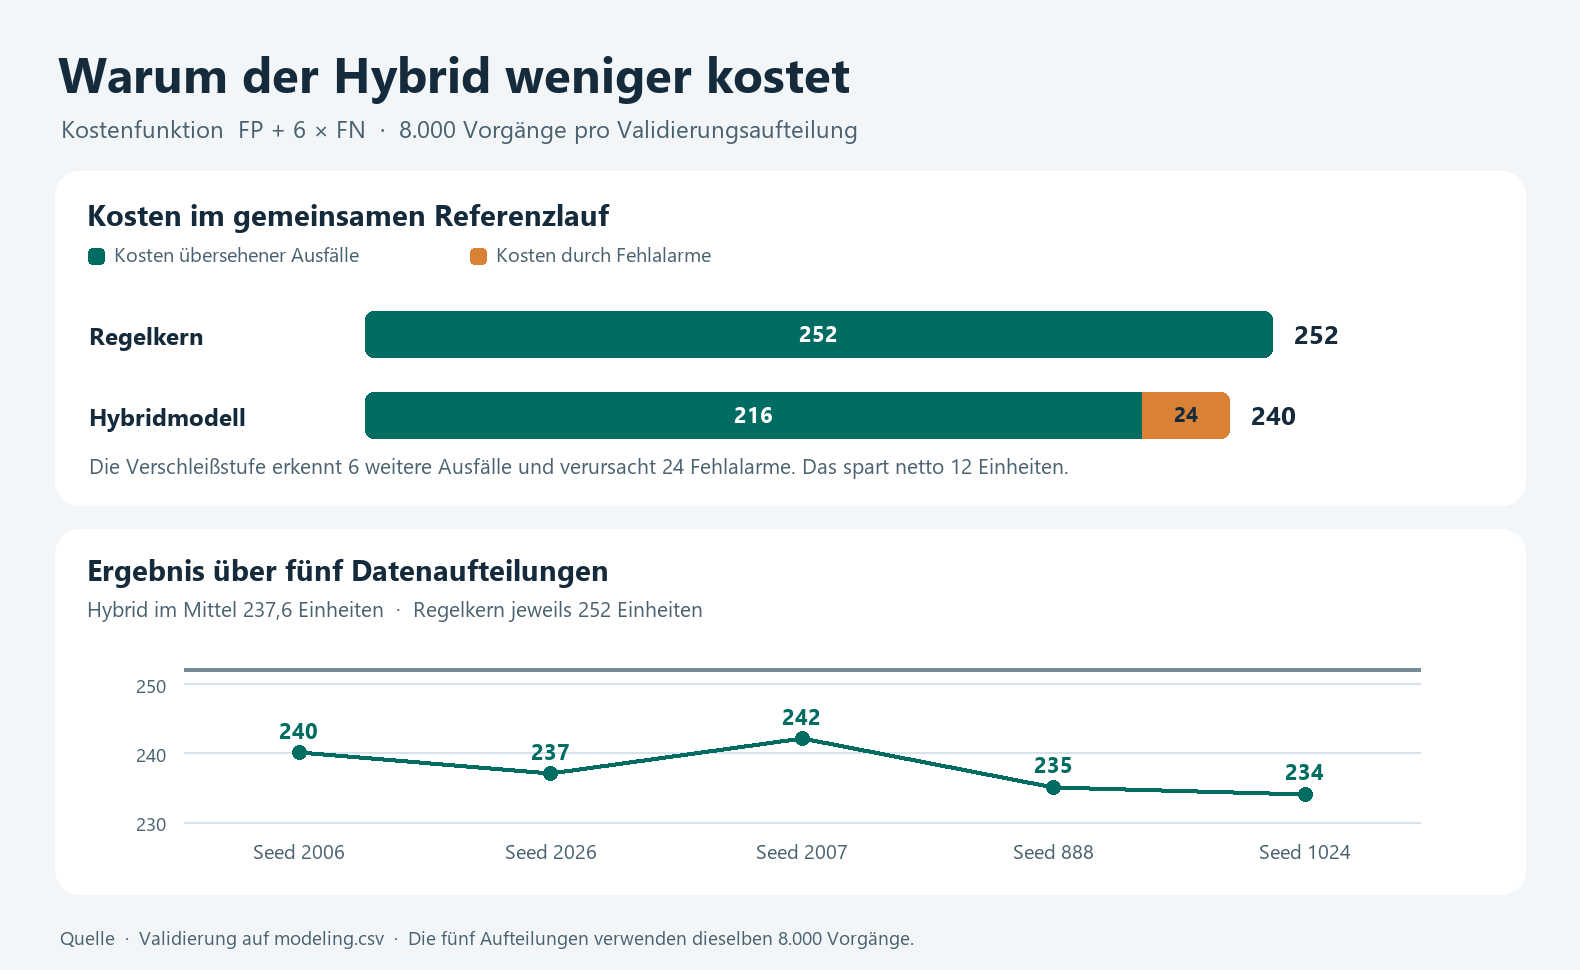 Warum der Hybrid weniger kostet
Kostenfunktion FP + 6 × FN · 8.000 Vorgänge pro Validierungsaufteilung
Kosten im gemeinsamen Referenzlauf
Kosten übersehener Ausfälle Kosten durch Fehlalarme
Regelkern 252 252
Hybridmodell 216 24 240
Die Verschleißstufe erkennt 6 weitere Ausfälle und verursacht 24 Fehlalarme. Das spart netto 12 Einheiten.
Ergebnis über fünf Datenaufteilungen
Hybrid im Mittel 237,6 Einheiten · Regelkern jeweils 252 Einheiten
250
240
230
240 237 242 235 234
Seed 2006 Seed 2026 Seed 2007 Seed 888 Seed 1024
Quelle · Validierung auf modeling.csv · Die fünf Aufteilungen verwenden dieselben 8.000 Vorgänge.